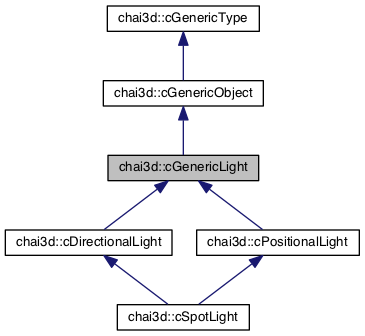 chai3d::cGenericType
chai3d::cGenericObject
chai3d::cGenericLight
chai3d::cDirectionalLight
chai3d::cPositionalLight
chai3d::cSpotLight